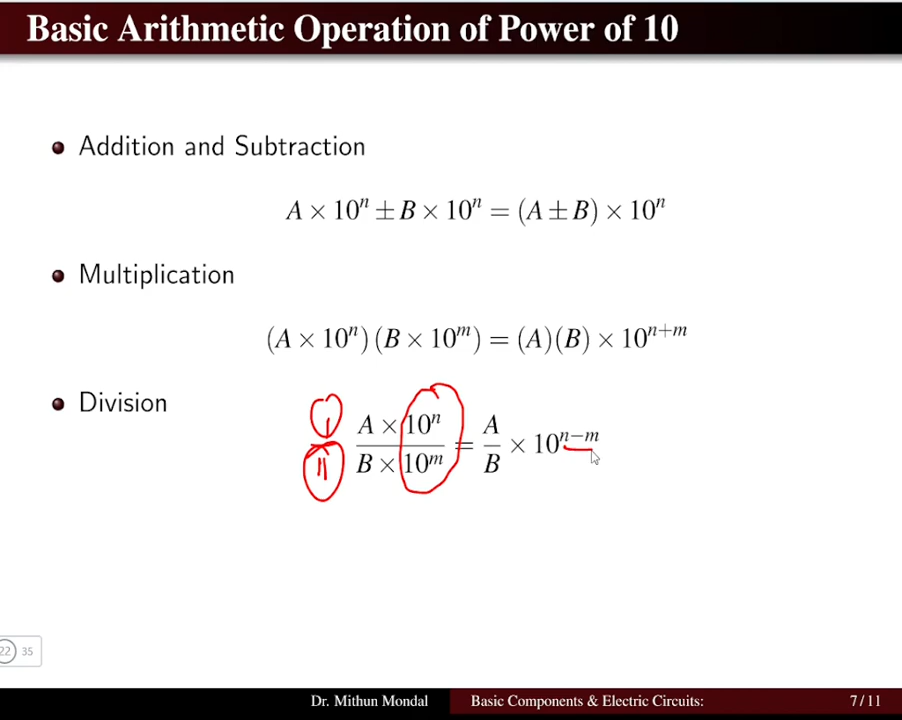 Basic Arithmetic Operation of Power of 10
Addition and Subtraction
A × 10ⁿ ± B × 10ⁿ = (A ± B) × 10ⁿ
Multiplication
(A × 10ⁿ) (B × 10ᵐ) = (A)(B) × 10ⁿ⁺ᵐ
Division
A × 10ⁿ / B × 10ᵐ = A / B × 10ⁿ⁻ᵐ
22 35
Dr. Mithun Mondal Basic Components & Electric Circuits: 7 / 11